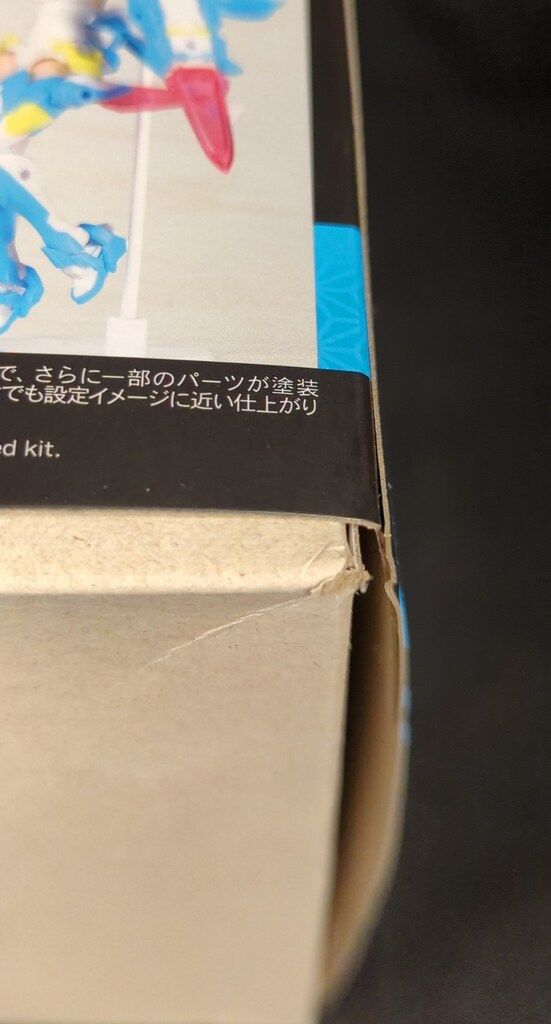 で、さらに一部のパーツが塗装
でも設定イメージに近い仕上がり
kit.